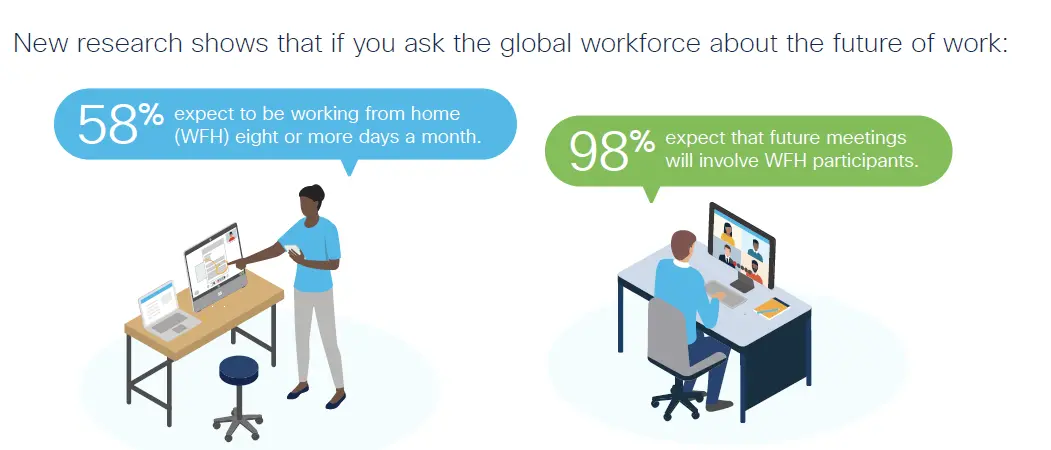 New research shows that if you ask the global workforce about the future of work:
58% expect to be working from home
(WFH) eight or more days a month.
98% expect that future meetings
will involve WFH participants.